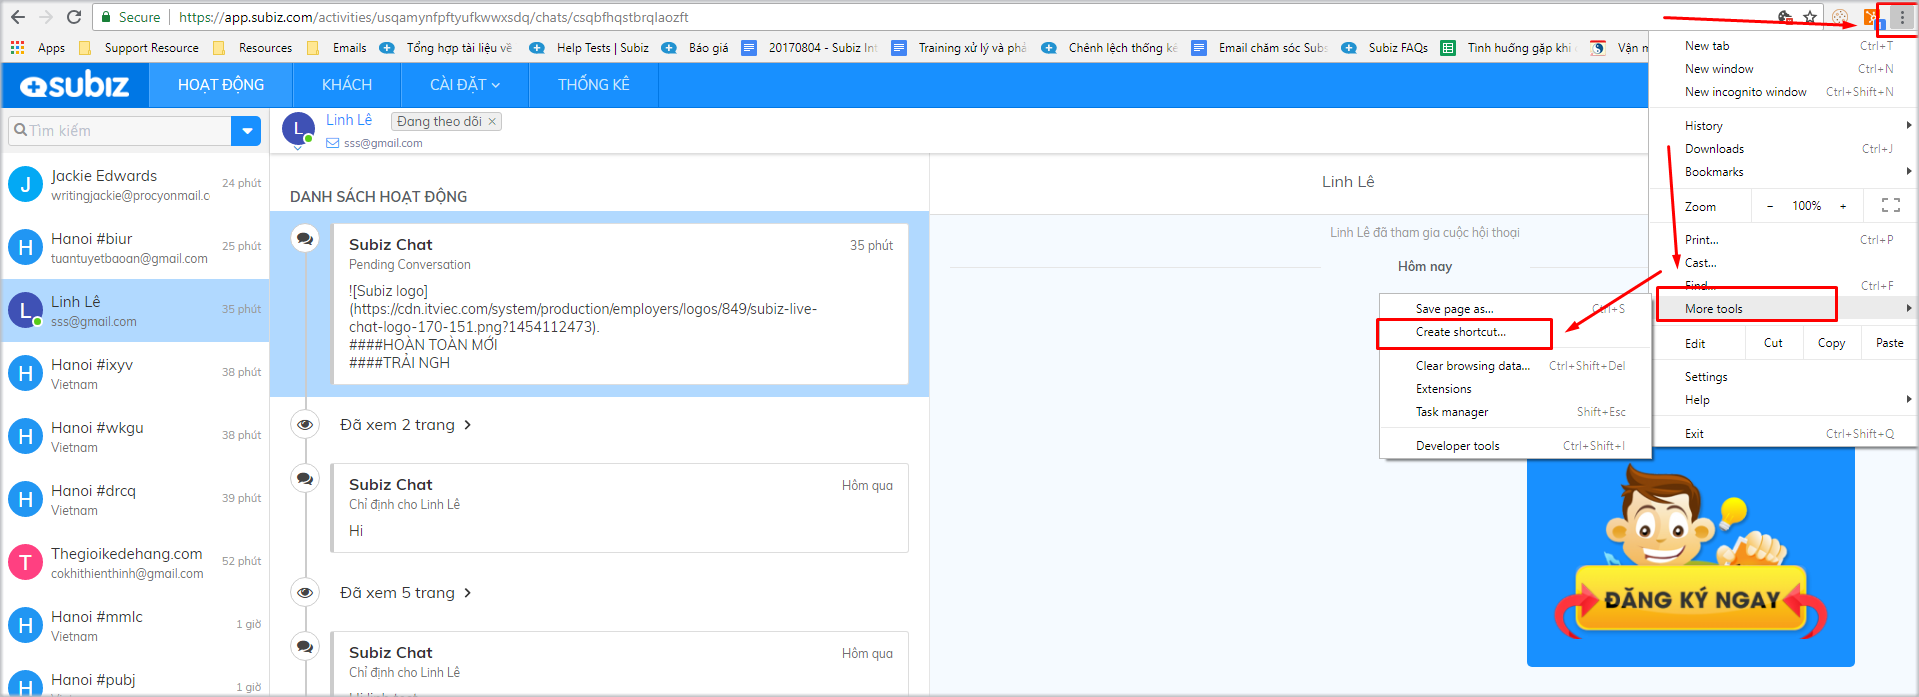 Secure | https://app.subiz.com/activities/usqamynfpftyufkwwxsdq/chats/csqbfhqstbrqlaozft
Apps Support Resource Resources Emails Tổng hợp tài liệu về Help Tests | Subiz Báo giá 20170804 - Subiz Int Training xử lý và phả Chênh lệch thống kê Email chăm sóc Subs Subiz FAQs Tình huống gặp khi Vận m
subiz HOẠT ĐỘNG KHÁCH CÀI ĐẶT THỐNG KÊ
Tìm kiếm
Jackie Edwards 24 phút
writingjackie@procyonmail.c
Hanoi #biur 25 phút
tuantuyetbaoan@gmail.com
Linh Lê 35 phút
sss@gmail.com
Hanoi #ixyv 38 phút
Vietnam
Hanoi #wkgu 38 phút
Vietnam
Hanoi #drcq 39 phút
Vietnam
Thegioikedehang.com 52 phút
cokhithienthinh@gmail.com
Hanoi #mmlc 1 giờ
Vietnam
Hanoi #pubj 1 giờ
J
H
L
H
H
H
T
H
H
L
Linh Lê Đang theo dõi ×
sss@gmail.com
DANH SÁCH HOẠT ĐỘNG
Subiz Chat 35 phút
Pending Conversation
![Subiz logo]
(https://cdn.itviec.com/system/production/employers/logos/849/subiz-live-
chat-logo-170-151.png?1454112473).
####HOÀN TOÀN MỚI
####TRẢI NGH
Đã xem 2 trang
Subiz Chat Hôm qua
Chỉ định cho Linh Lê
Hi
Đã xem 5 trang
Subiz Chat Hôm qua
Chỉ định cho Linh Lê
Linh Lê
Linh Lê đã tham gia cuộc hội thoại
Hôm nay
New tab Ctrl+T
New window Ctrl+N
New incognito window Ctrl+Shift+N
History
Downloads Ctrl+J
Bookmarks
Zoom - 100% +
Print... Ctrl+P
Cast...
Find... Ctrl+F
More tools
Edit Cut Copy Paste
Settings
Help
Exit Ctrl+Shift+Q
Save page as... Ctrl+S
Create shortcut...
Clear browsing data... Ctrl+Shift+Del
Extensions
Task manager Shift+Esc
Developer tools Ctrl+Shift+I
ĐĂNG KÝ NGAY